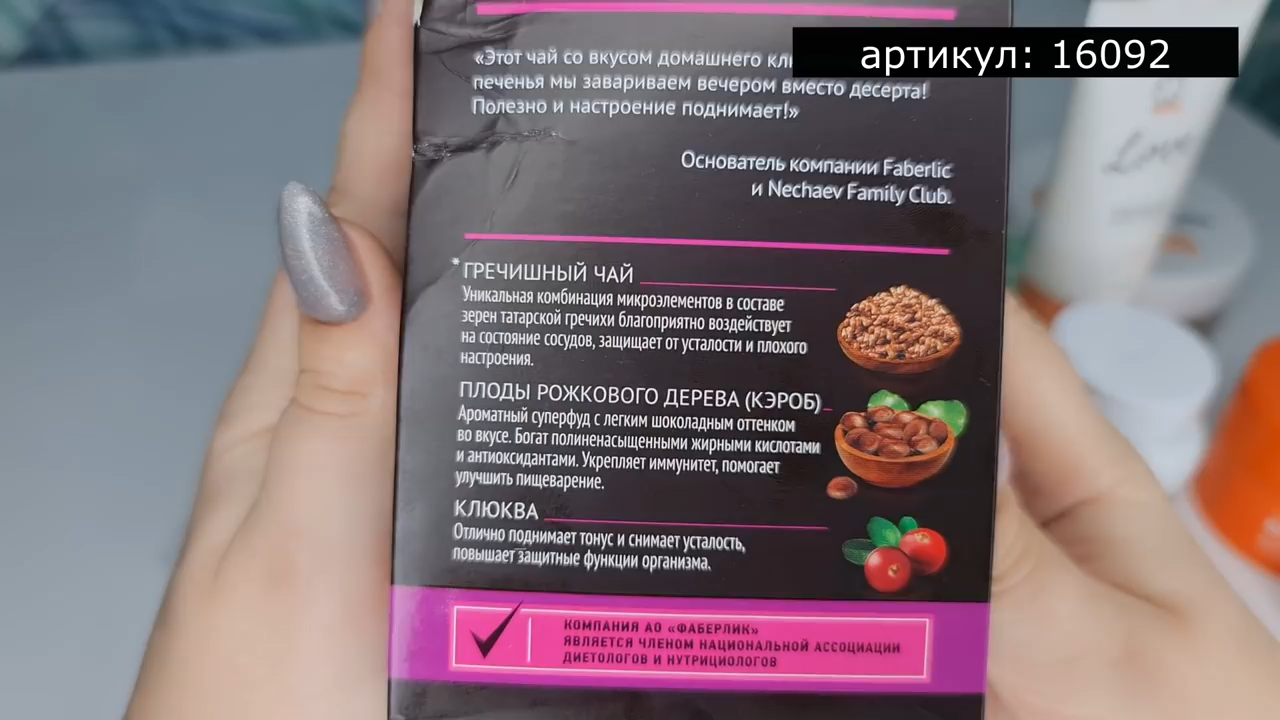 артикул: 16092
«Этот чай со вкусом домашнего
печенья мы завариваем вечером вместо десерта!
Полезно и настроение поднимает!»
Основатель компании Faberlic
и Nechaev Family Club.
* ГРЕЧИШНЫЙ ЧАЙ
Уникальная комбинация микроэлементов в составе
зерен татарской гречихи благоприятно воздействует
на состояние сосудов, защищает от усталости и плохого
настроения.
ПЛОДЫ РОЖКОВОГО ДЕРЕВА (КЭРОБ)
Ароматный суперфуд с легким шоколадным оттенком
во вкусе. Богат полиненасыщенными жирными кислотами
и антиоксидантами. Укрепляет иммунитет, помогает
улучшить пищеварение.
КЛЮКВА
Отлично поднимает тонус и снимает усталость,
повышает защитные функции организма.
КОМПАНИЯ АО «ФАБЕРЛИК»
ЯВЛЯЕТСЯ ЧЛЕНОМ НАЦИОНАЛЬНОЙ АССОЦИАЦИИ
ДИЕТОЛОГОВ И НУТРИЦИОЛОГОВ